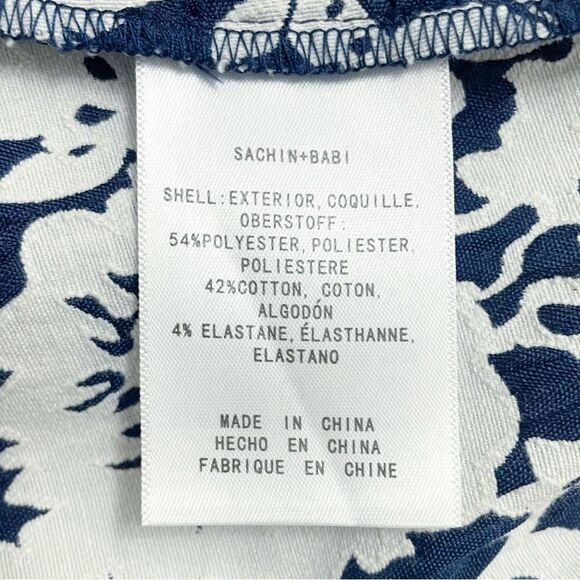 SACHIN+BABI
SHELL:EXTERIOR, COQUILLE,
OBERSTOFF:
54%POLYESTER, POLIESTER,
POLIESTERE
42%COTTON, COTON,
ALGODÓN
4% ELASTANE, ÉLASTHANNE,
ELASTANO
MADE IN CHINA
HECHO EN CHINA
FABRIQUE EN CHINE